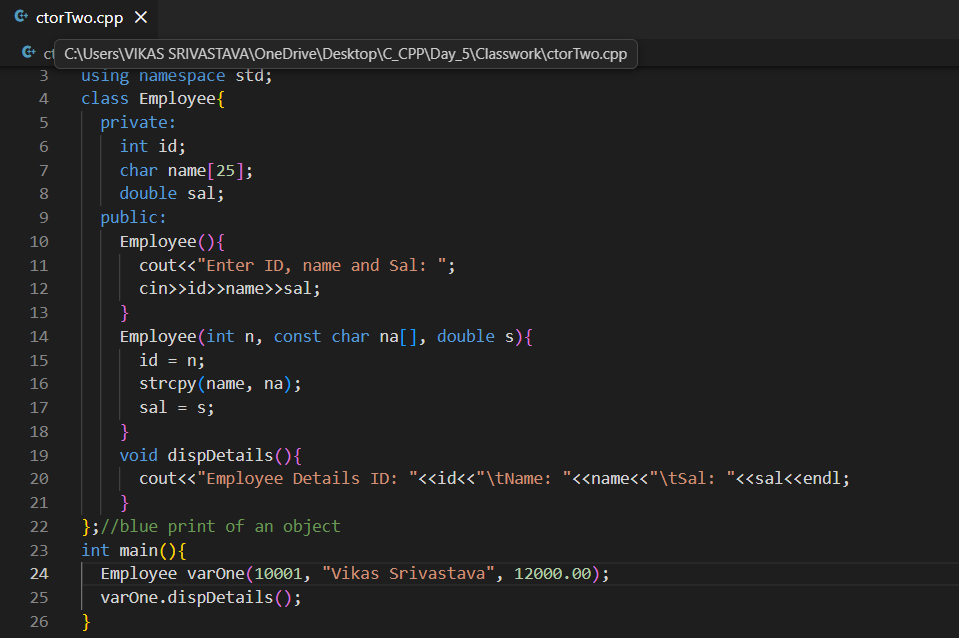 ctorTwo.cpp
C:\Users\VIKAS SRIVASTAVA\OneDrive\Desktop\C_CPP\Day_5\Classwork\ctorTwo.cpp
3 using namespace std;
4 class Employee{
5 private:
6 int id;
7 char name[25];
8 double sal;
9 public:
10 Employee(){
11 cout<<"Enter ID, name and Sal: ";
12 cin>>id>>name>>sal;
13 }
14 Employee(int n, const char na[], double s){
15 id = n;
16 strcpy(name, na);
17 sal = s;
18 }
19 void dispDetails(){
20 cout<<"Employee Details ID: "<<id<<"\tName: "<<name<<"\tSal: "<<sal<<endl;
21 }
22 };//blue print of an object
23 int main(){
24 Employee varOne(10001, "Vikas Srivastava", 12000.00);
25 varOne.dispDetails();
26 }